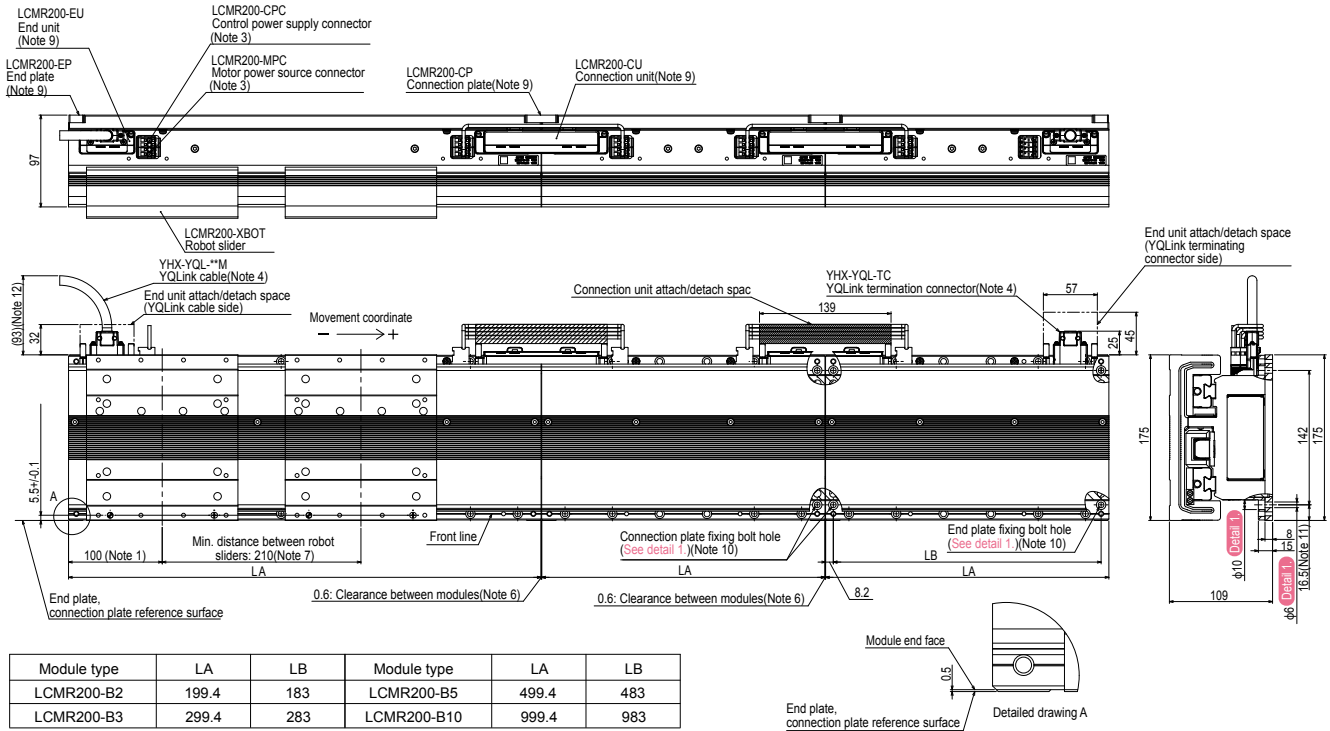 LCMR200-EU
End unit
(Note 9)
LCMR200-CPC
Control power supply connector
(Note 3)
LCMR200-EP
End plate
(Note 9)
LCMR200-MPC
Motor power source connector
(Note 3)
LCMR200-CP
Connection plate(Note 9)
LCMR200-CU
Connection unit(Note 9)
97
LCMR200-XBOT
Robot slider
YHX-YQL-**M
YQLink cable(Note 4)
End unit attach/detach space
(YQLink cable side)
Movement coordinate
− +
Connection unit attach/detach spac
139
YHX-YQL-TC
YQLink termination connector(Note 4)
End unit attach/detach space
(YQLink terminating
connector side)
57
25
45
(93)(Note 12)
32
5.5+/-0.1
A
175
142
175
100 (Note 1)
Min. distance between robot
sliders: 210(Note 7)
Front line
Connection plate fixing bolt hole
(See detail 1.)(Note 10)
End plate fixing bolt hole
(See detail 1.)(Note 10)
LB
LA
LA
LA
8.2
0.6: Clearance between modules(Note 6)
0.6: Clearance between modules(Note 6)
End plate,
connection plate reference surface
φ10 Detail 1.
φ6 Detail 1.
8
15
16.5(Note 11)
109
Module end face
0.5
End plate,
connection plate reference surface
Detailed drawing A
Module type LA LB Module type LA LB
LCMR200-B2 199.4 183 LCMR200-B5 499.4 483
LCMR200-B3 299.4 283 LCMR200-B10 999.4 983